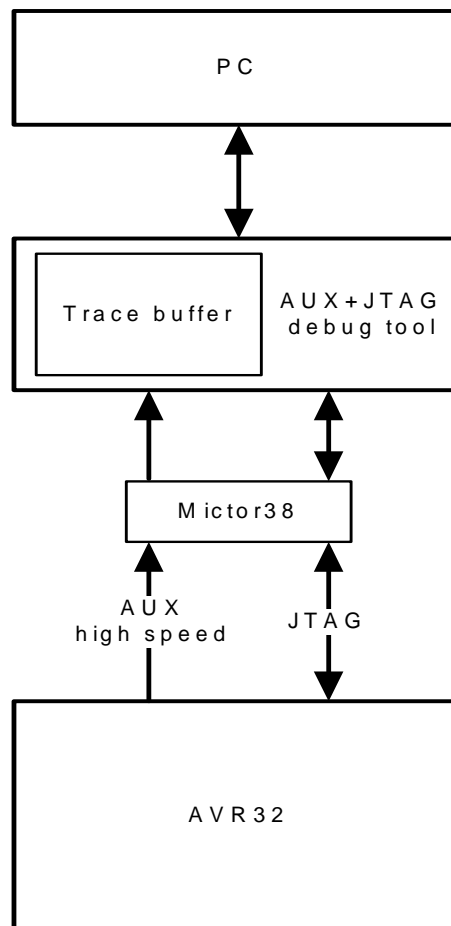 PC
Trace buffer
AUX+JTAG
debug tool
Mictor38
AUX
high speed
JTAG
AVR32